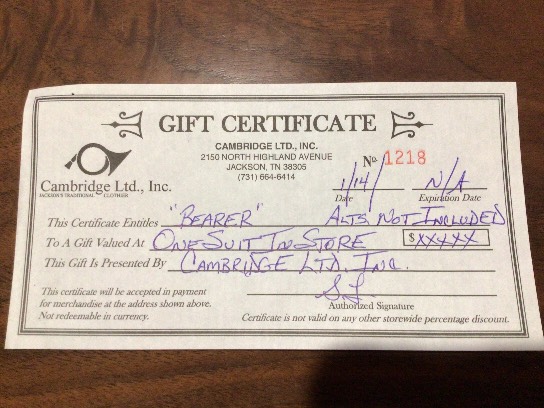 GIFT CERTIFICATE
CAMBRIDGE LTD., INC.
2150 NORTH HIGHLAND AVENUE
JACKSON, TN 38305
(731) 664-6414
No. 1218
Cambridge Ltd., Inc.
JACKSON'S TRADITIONAL CLOTHIER
1/14/ N/A
Date Expiration Date
This Certificate Entitles "BEARER" ALTS NOT INCLUDED
To A Gift Valued At ONE SUIT IN STORE $XXXXX
This Gift Is Presented By CAMBRIDGE LTD. INC.
S.L.
Authorized Signature
This certificate will be accepted in payment
for merchandise at the address shown above.
Not redeemable in currency.
Certificate is not valid on any other storewide percentage discount.